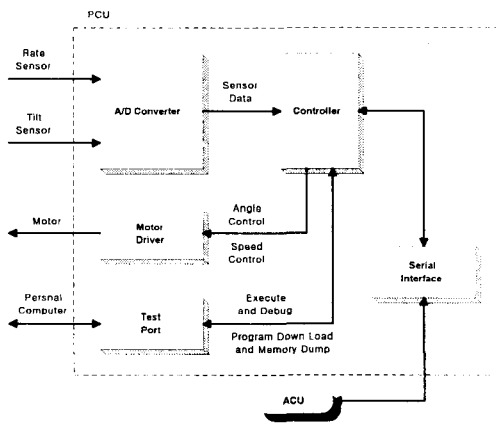 PCU
Rate
Sensor
Tilt
Sensor
A/D Converter
Sensor
Data
Controller
Motor
Motor
Driver
Angle
Control
Speed
Control
Serial
Interface
Persnal
Computer
Test
Port
Execute
and Debug
Program Down Load
and Memory Dump
ACU